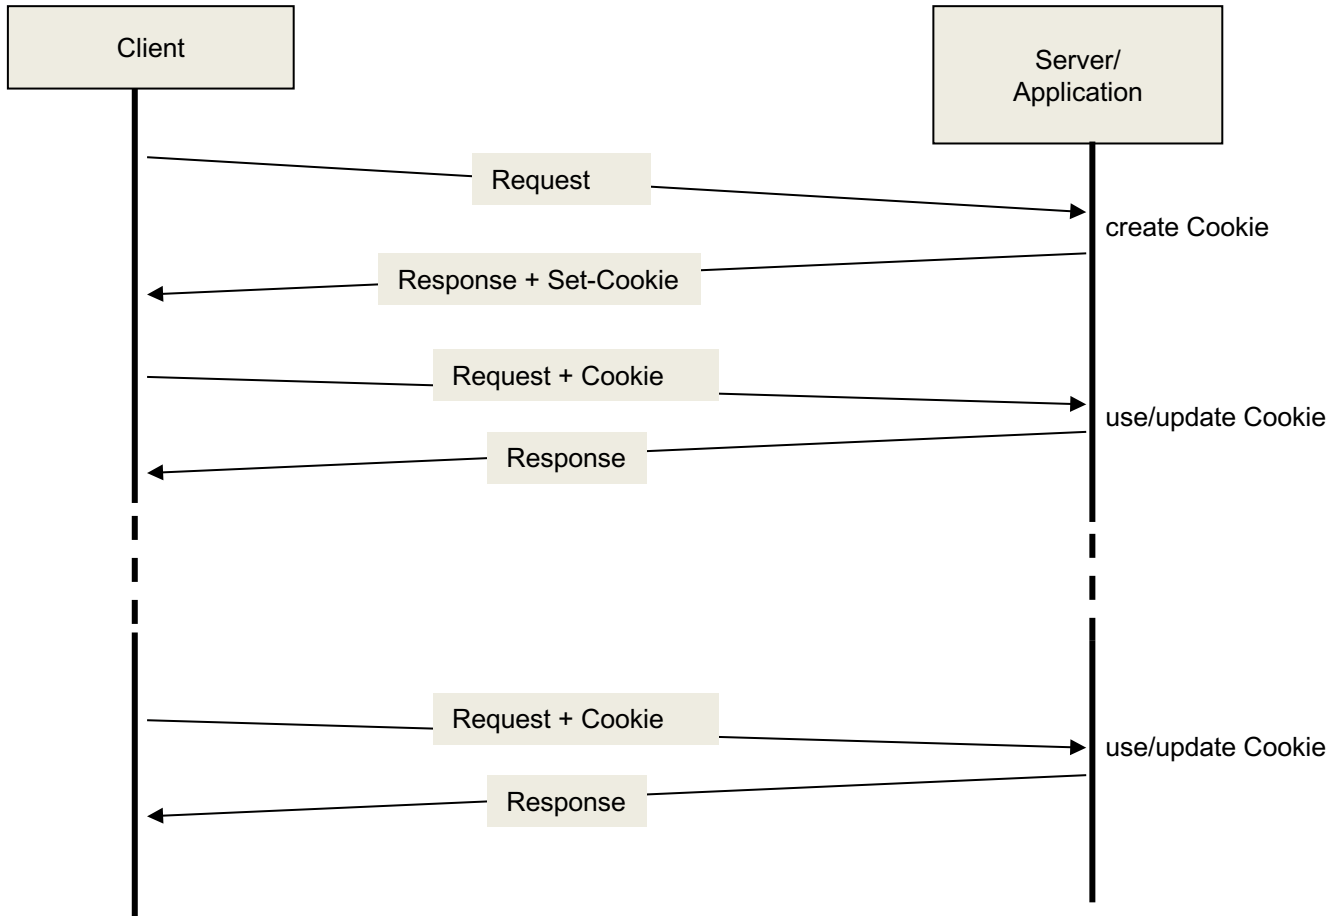 Client
Server/
Application
Request
create Cookie
Response + Set-Cookie
Request + Cookie
use/update Cookie
Response
Request + Cookie
use/update Cookie
Response